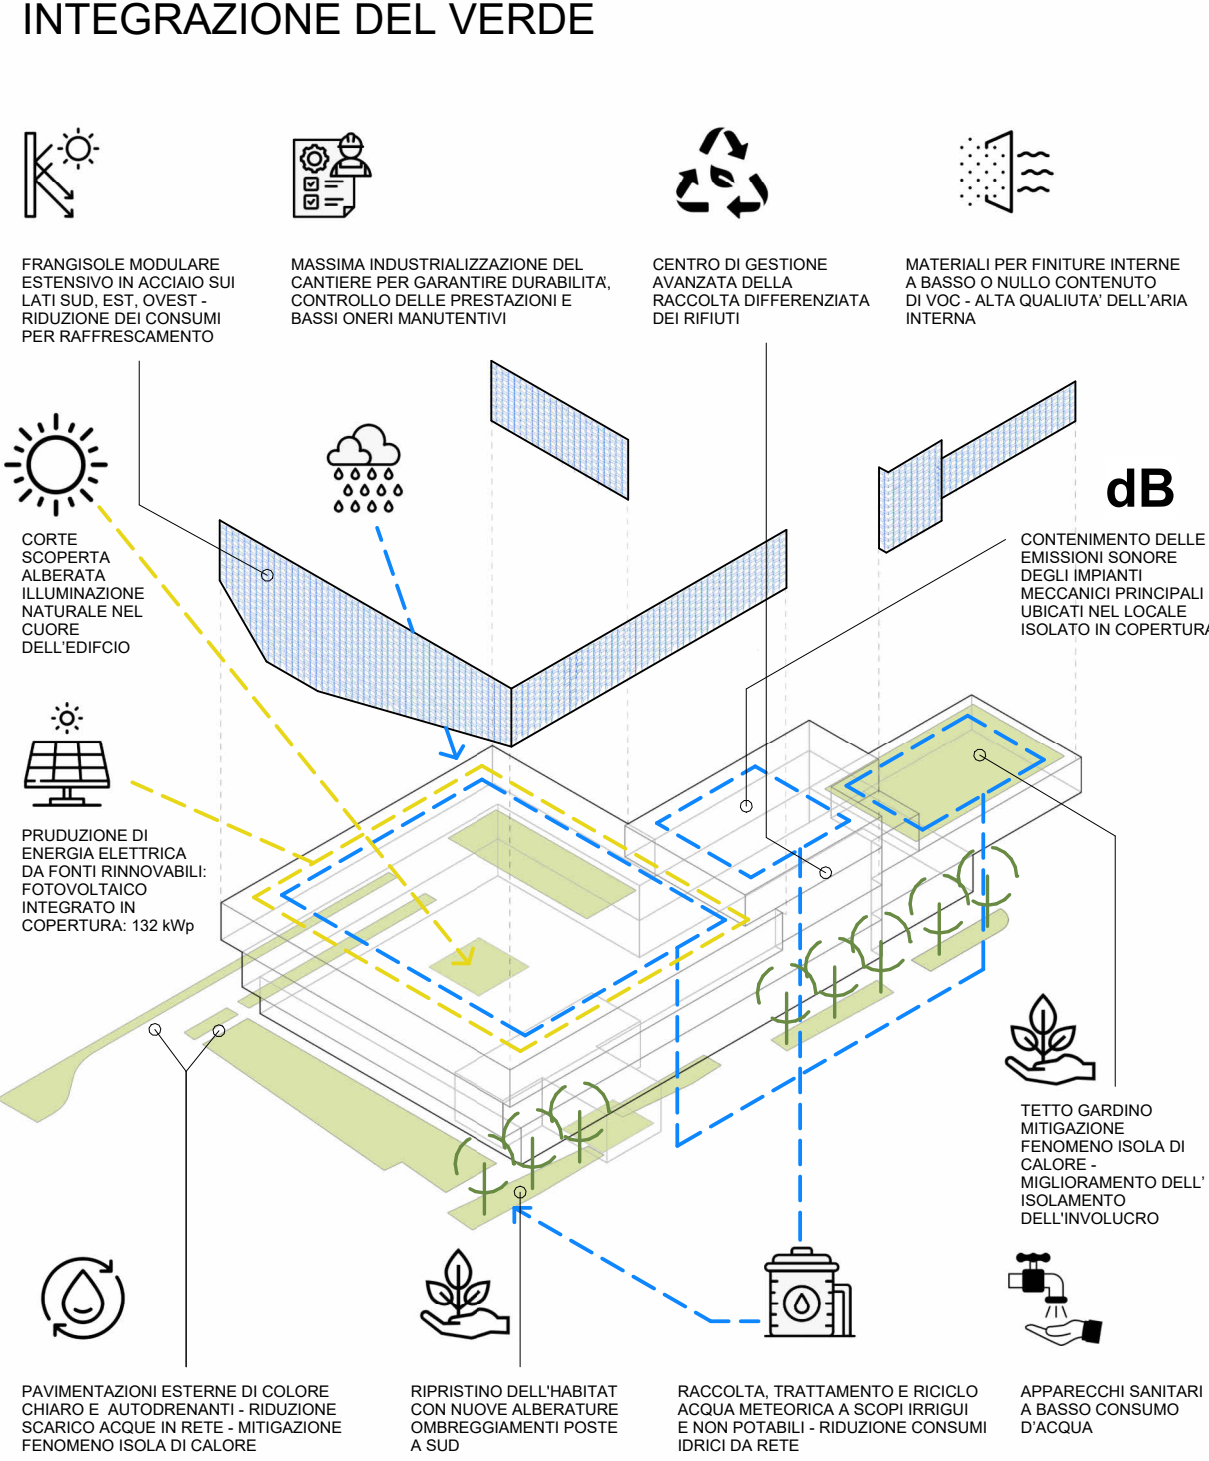 INTEGRAZIONE DEL VERDE
FRANGISOLE MODULARE
ESTENSIVO IN ACCIAIO SUI
LATI SUD, EST, OVEST -
RIDUZIONE DEI CONSUMI
PER RAFFRESCAMENTO
MASSIMA INDUSTRIALIZZAZIONE DEL
CANTIERE PER GARANTIRE DURABILITA',
CONTROLLO DELLE PRESTAZIONI E
BASSI ONERI MANUTENTIVI
CENTRO DI GESTIONE
AVANZATA DELLA
RACCOLTA DIFFERENZIATA
DEI RIFIUTI
MATERIALI PER FINITURE INTERNE
A BASSO O NULLO CONTENUTO
DI VOC - ALTA QUALIUTA' DELL'ARIA
INTERNA
CORTE
SCOPERTA
ALBERATA
ILLUMINAZIONE
NATURALE NEL
CUORE
DELL'EDIFCIO
dB
CONTENIMENTO DELLE
EMISSIONI SONORE
DEGLI IMPIANTI
MECCANICI PRINCIPALI
UBICATI NEL LOCALE
ISOLATO IN COPERTURA
PRUDUZIONE DI
ENERGIA ELETTRICA
DA FONTI RINNOVABILI:
FOTOVOLTAICO
INTEGRATO IN
COPERTURA: 132 kWp
TETTO GARDINO
MITIGAZIONE
FENOMENO ISOLA DI
CALORE -
MIGLIORAMENTO DELL'
ISOLAMENTO
DELL'INVOLUCRO
PAVIMENTAZIONI ESTERNE DI COLORE
CHIARO E AUTODRENANTI - RIDUZIONE
SCARICO ACQUE IN RETE - MITIGAZIONE
FENOMENO ISOLA DI CALORE
RIPRISTINO DELL'HABITAT
CON NUOVE ALBERATURE
OMBREGGIAMENTI POSTE
A SUD
RACCOLTA, TRATTAMENTO E RICICLO
ACQUA METEORICA A SCOPI IRRIGUI
E NON POTABILI - RIDUZIONE CONSUMI
IDRICI DA RETE
APPARECCHI SANITARI
A BASSO CONSUMO
D'ACQUA